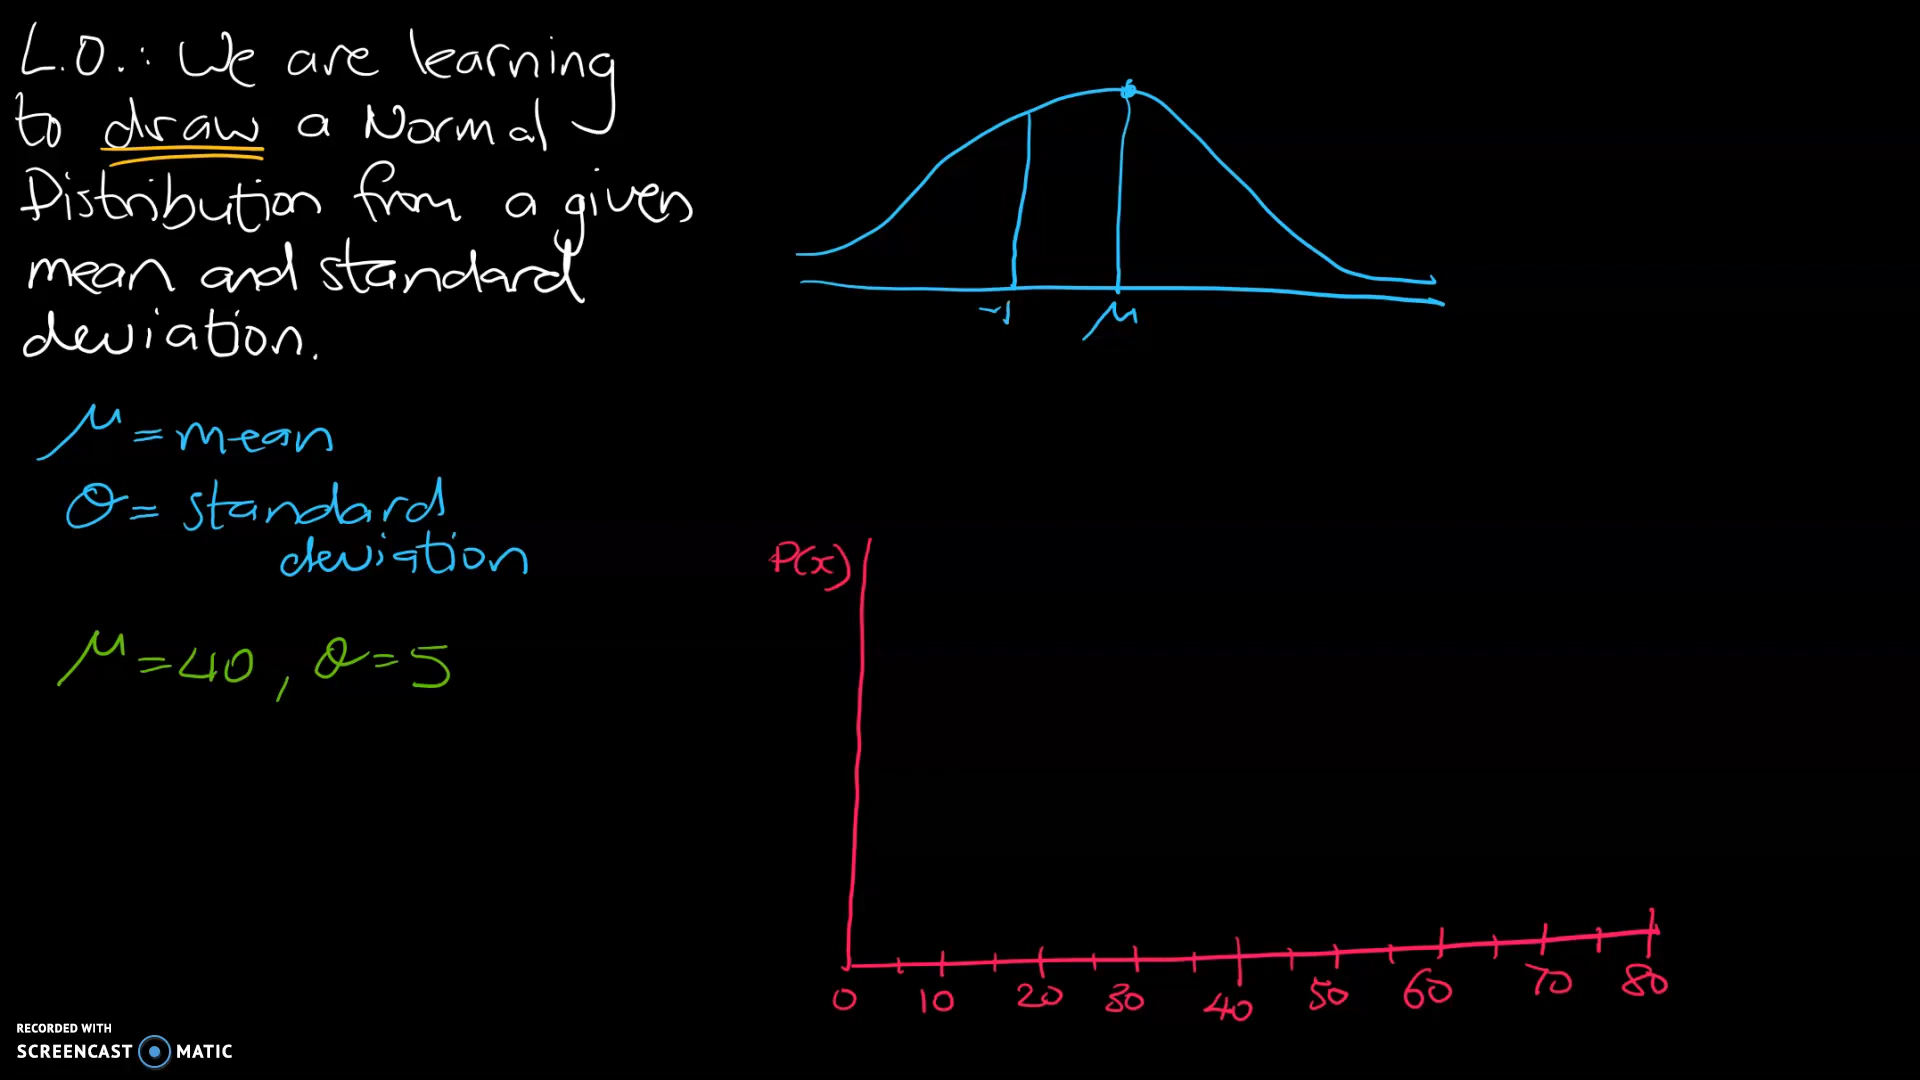 L.O.: We are learning
to draw a Normal
Distribution from a given
mean and standard
deviation.
μ = mean
σ = standard
deviation
μ = 40, σ = 5
-1 μ
P(x)
0 10 20 30 40 50 60 70 80
RECORDED WITH
SCREENCAST MATIC